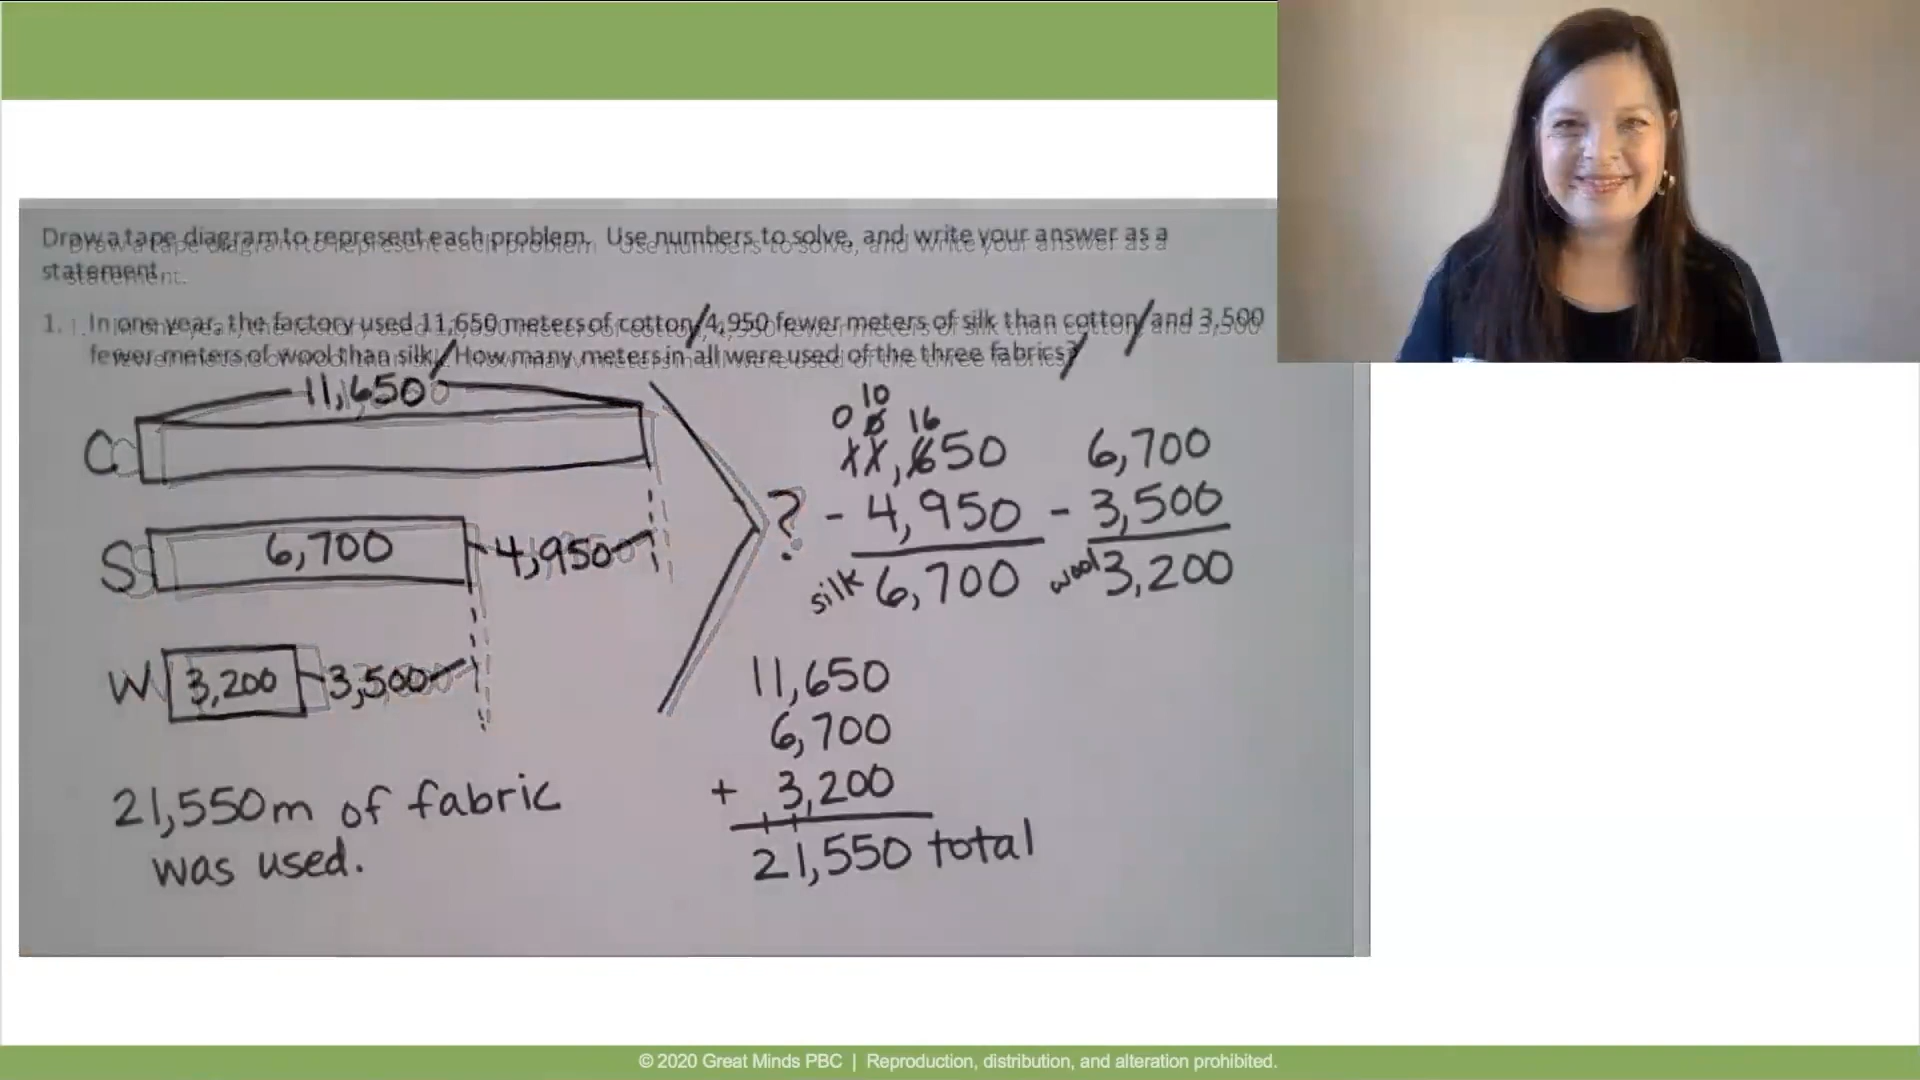 Draw a tape diagram to represent each problem. Use numbers to solve, and write your answer as a
statement.
1. In one year, the factory used 11,650 meters of cotton, 4,950 fewer meters of silk than cotton, and 3,500
fewer meters of wool than silk. How many meters in all were used of the three fabrics?
11,650
C
S 6,700 4,950
W 3,200 3,500
?
10
0 0 16
11,650
- 4,950
silk 6,700
6,700
- 3,500
wool 3,200
11,650
6,700
+ 3,200
1 1
21,550 total
21,550m of fabric
was used.
© 2020 Great Minds PBC | Reproduction, distribution, and alteration prohibited.